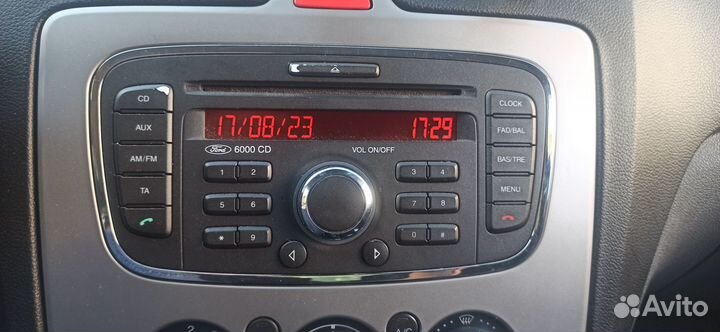 CD
17/08/23 17:29
CLOCK
AUX
Ford 6000 CD
VOL ON/OFF
FAD/BAL
AM/FM
1 2
3 4
BAS/TRE
TA
5 6
7 8
MENU
* 9
0 #
2
A/C
Avito